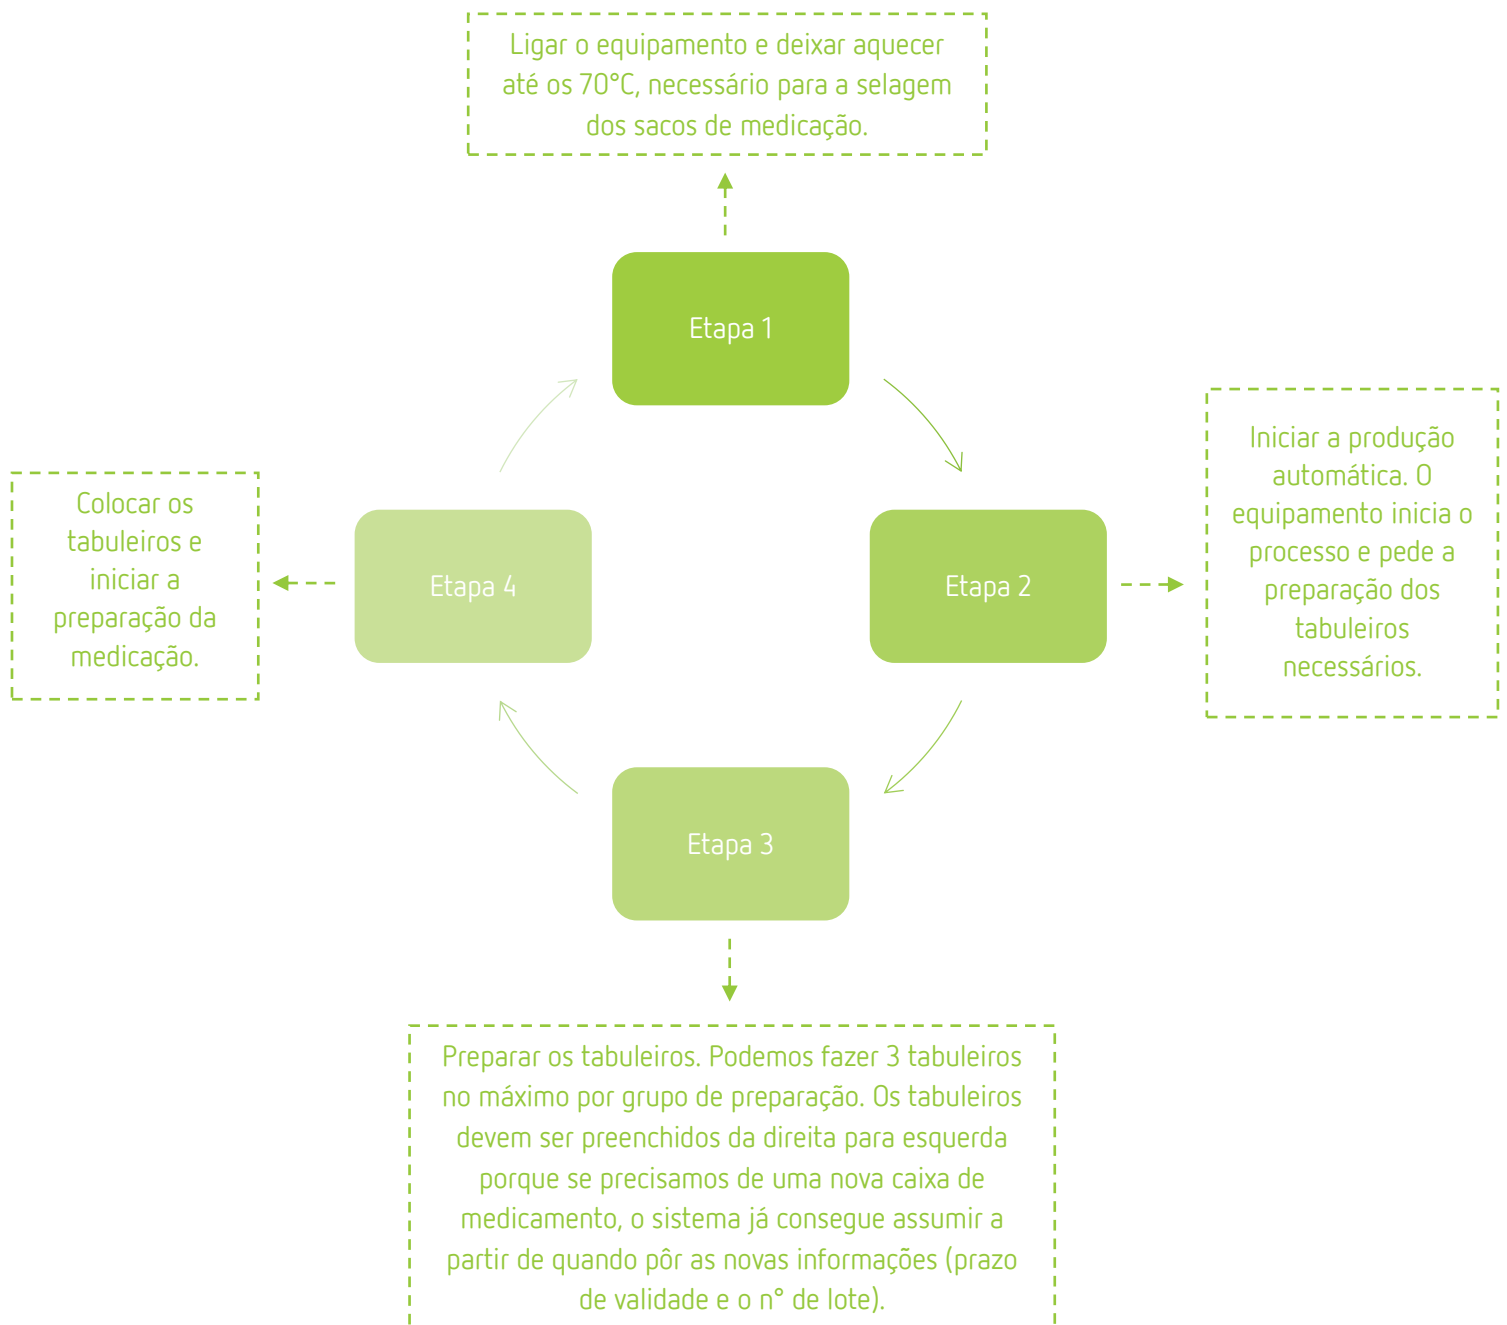 Ligar o equipamento e deixar aquecer
até os 70°C, necessário para a selagem
dos sacos de medicação.
Etapa 1
Iniciar a produção
automática. O
equipamento inicia o
processo e pede a
preparação dos
tabuleiros
necessários.
Colocar os
tabuleiros e
iniciar a
preparação da
medicação.
Etapa 4
Etapa 2
Etapa 3
Preparar os tabuleiros. Podemos fazer 3 tabuleiros
no máximo por grupo de preparação. Os tabuleiros
devem ser preenchidos da direita para esquerda
porque se precisamos de uma nova caixa de
medicamento, o sistema já consegue assumir a
partir de quando pôr as novas informações (prazo
de validade e o n° de lote).